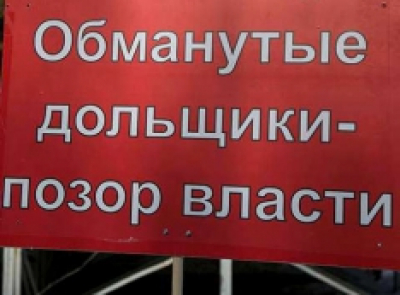 Обманутые
дольщики-
позор власти